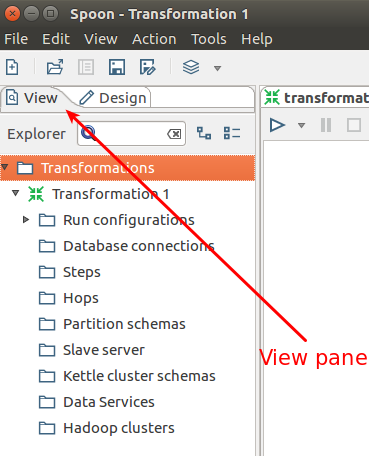 Spoon - Transformation 1
File Edit View Action Tools Help
View Design
transformat
Explorer
Transformations
Transformation 1
Run configurations
Database connections
Steps
Hops
Partition schemas
Slave server
View pane
Kettle cluster schemas
Data Services
Hadoop clusters